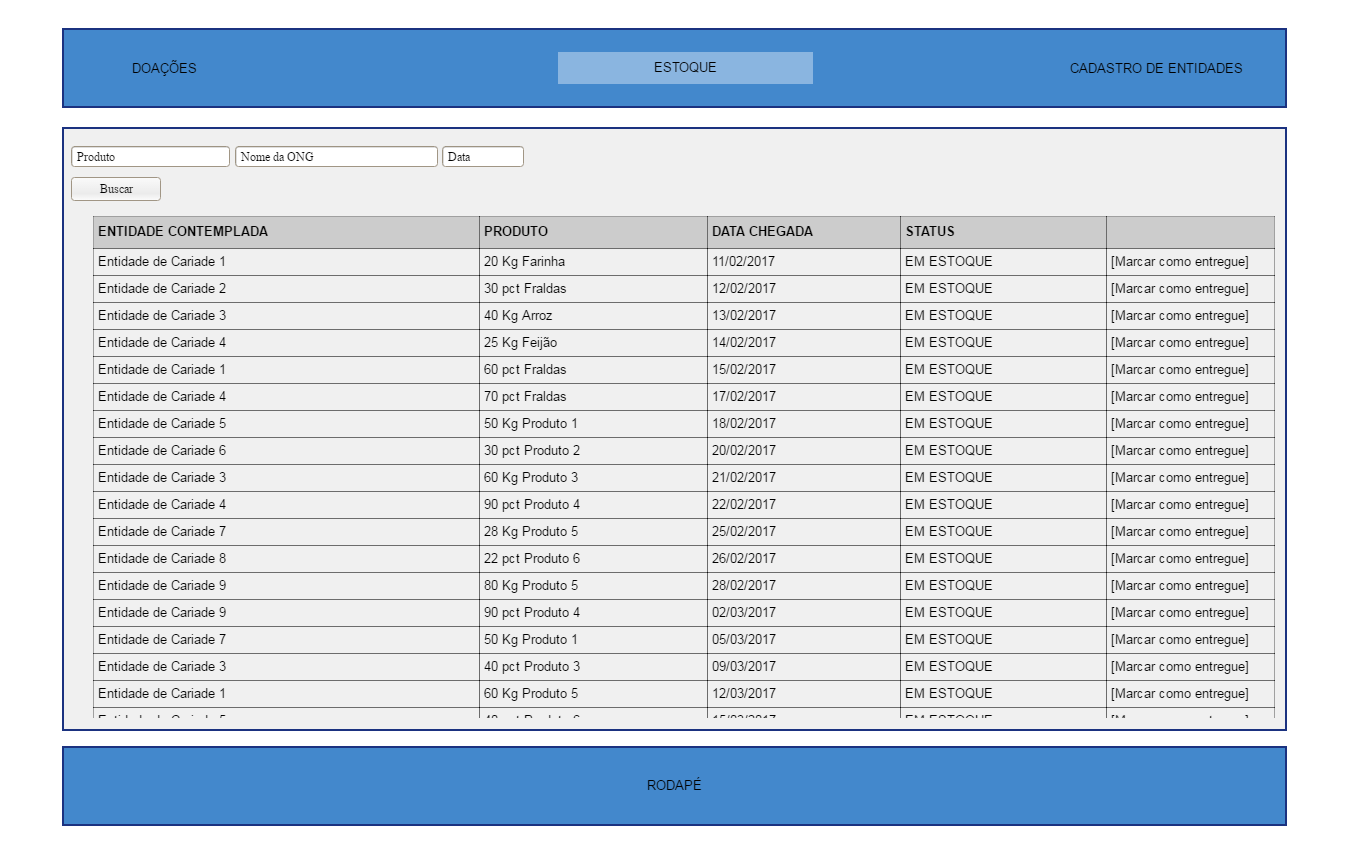 DOAÇÕES ESTOQUE CADASTRO DE ENTIDADES
Produto Nome da ONG Data
Buscar
ENTIDADE CONTEMPLADA PRODUTO DATA CHEGADA STATUS
Entidade de Cariade 1 20 Kg Farinha 11/02/2017 EM ESTOQUE [Marcar como entregue]
Entidade de Cariade 2 30 pct Fraldas 12/02/2017 EM ESTOQUE [Marcar como entregue]
Entidade de Cariade 3 40 Kg Arroz 13/02/2017 EM ESTOQUE [Marcar como entregue]
Entidade de Cariade 4 25 Kg Feijão 14/02/2017 EM ESTOQUE [Marcar como entregue]
Entidade de Cariade 1 60 pct Fraldas 15/02/2017 EM ESTOQUE [Marcar como entregue]
Entidade de Cariade 4 70 pct Fraldas 17/02/2017 EM ESTOQUE [Marcar como entregue]
Entidade de Cariade 5 50 Kg Produto 1 18/02/2017 EM ESTOQUE [Marcar como entregue]
Entidade de Cariade 6 30 pct Produto 2 20/02/2017 EM ESTOQUE [Marcar como entregue]
Entidade de Cariade 3 60 Kg Produto 3 21/02/2017 EM ESTOQUE [Marcar como entregue]
Entidade de Cariade 4 90 pct Produto 4 22/02/2017 EM ESTOQUE [Marcar como entregue]
Entidade de Cariade 7 28 Kg Produto 5 25/02/2017 EM ESTOQUE [Marcar como entregue]
Entidade de Cariade 8 22 pct Produto 6 26/02/2017 EM ESTOQUE [Marcar como entregue]
Entidade de Cariade 9 80 Kg Produto 5 28/02/2017 EM ESTOQUE [Marcar como entregue]
Entidade de Cariade 9 90 pct Produto 4 02/03/2017 EM ESTOQUE [Marcar como entregue]
Entidade de Cariade 7 50 Kg Produto 1 05/03/2017 EM ESTOQUE [Marcar como entregue]
Entidade de Cariade 3 40 pct Produto 3 09/03/2017 EM ESTOQUE [Marcar como entregue]
Entidade de Cariade 1 60 Kg Produto 5 12/03/2017 EM ESTOQUE [Marcar como entregue]
RODAPÉ